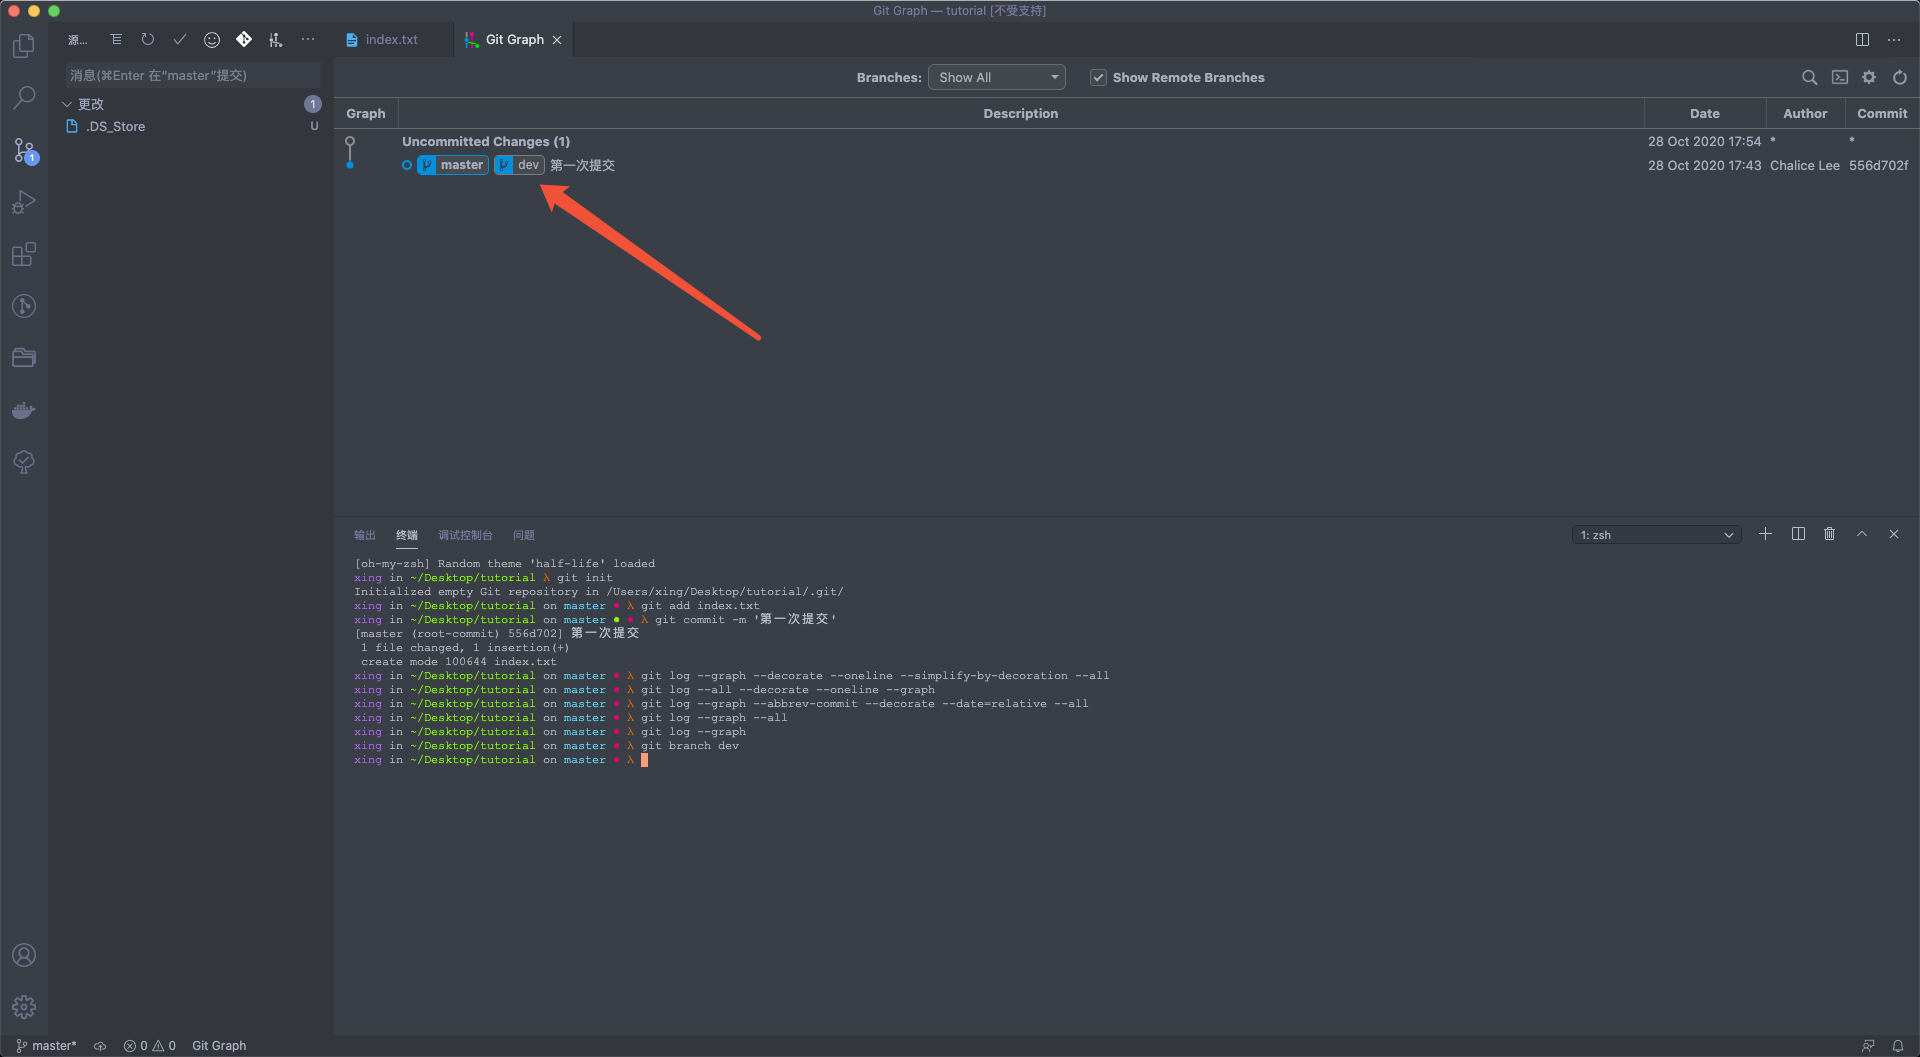 Git Graph — tutorial [不受支持]
源...
index.txt
Git Graph
消息(⌘Enter 在"master"提交)
更改
1
.DS_Store
U
1
Branches:
Show All
Show Remote Branches
Graph
Description
Date
Author
Commit
Uncommitted Changes (1)
28 Oct 2020 17:54
*
*
master
dev
第一次提交
28 Oct 2020 17:43
Chalice Lee
556d702f
输出
终端
调试控制台
问题
1: zsh
[oh-my-zsh] Random theme 'half-life' loaded
xing in ~/Desktop/tutorial λ git init
Initialized empty Git repository in /Users/xing/Desktop/tutorial/.git/
xing in ~/Desktop/tutorial on master • λ git add index.txt
xing in ~/Desktop/tutorial on master • • λ git commit -m '第一次提交'
[master (root-commit) 556d702] 第一次提交
1 file changed, 1 insertion(+)
create mode 100644 index.txt
xing in ~/Desktop/tutorial on master • λ git log --graph --decorate --oneline --simplify-by-decoration --all
xing in ~/Desktop/tutorial on master • λ git log --all --decorate --oneline --graph
xing in ~/Desktop/tutorial on master • λ git log --graph --abbrev-commit --decorate --date=relative --all
xing in ~/Desktop/tutorial on master • λ git log --graph --all
xing in ~/Desktop/tutorial on master • λ git log --graph
xing in ~/Desktop/tutorial on master • λ git branch dev
xing in ~/Desktop/tutorial on master • λ
master*
0
0
Git Graph